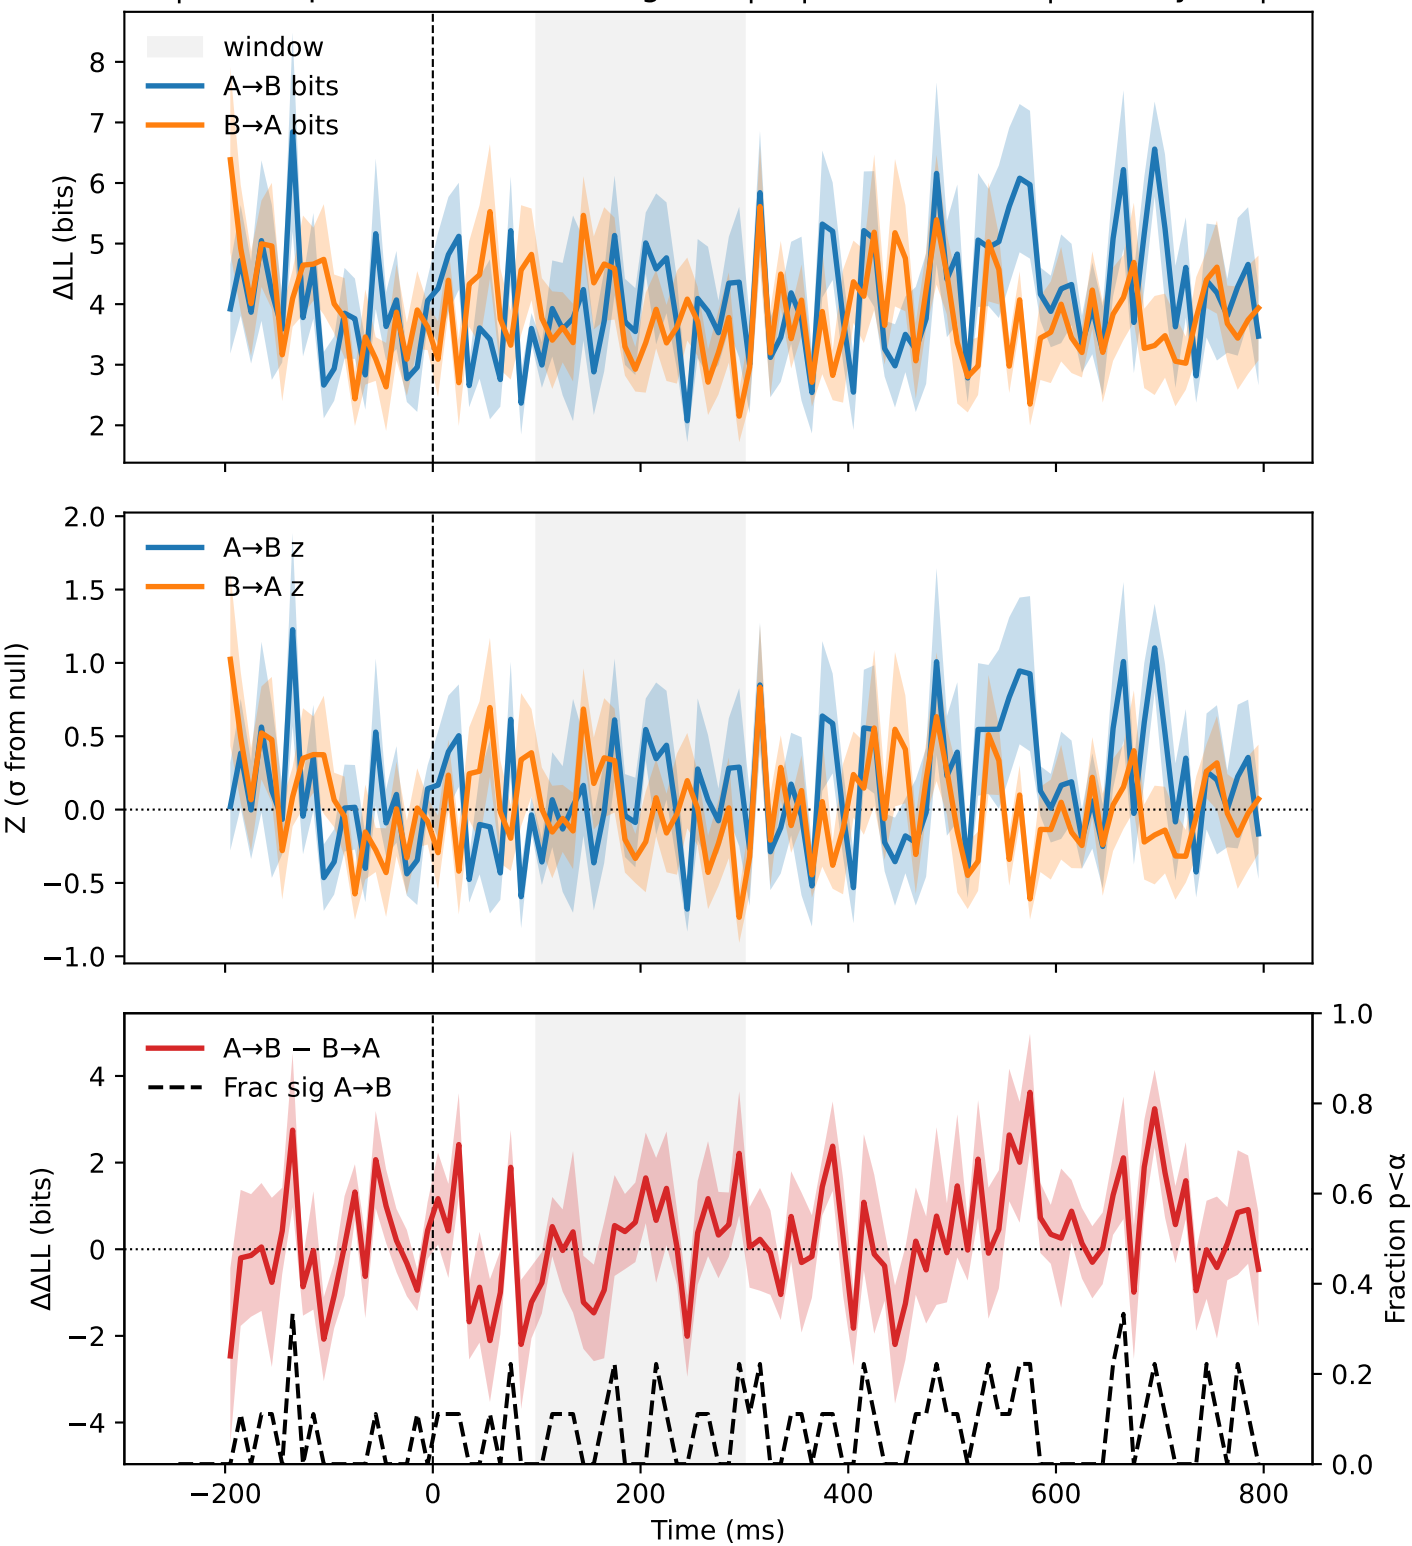 8
7
6
5
4
3
2
ΔLL (bits)
window
A→B bits
B→A bits
2.0
1.5
1.0
0.5
0.0
−0.5
−1.0
Z (σ from null)
A→B z
B→A z
4
2
0
−2
−4
ΔΔLL (bits)
A→B − B→A
Frac sig A→B
1.0
0.8
0.6
0.4
0.2
0.0
Fraction p<α
−200 0 200 400 600 800
Time (ms)